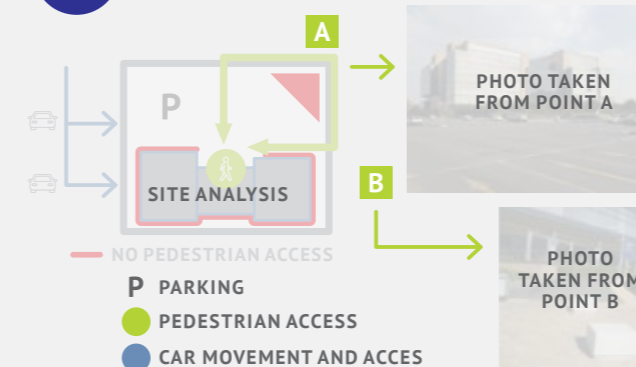 A
PHOTO TAKEN
FROM POINT A
P
B
SITE ANALYSIS
NO PEDESTRIAN ACCESS
PHOTO
TAKEN FROM
POINT B
P PARKING
PEDESTRIAN ACCESS
CAR MOVEMENT AND ACCES